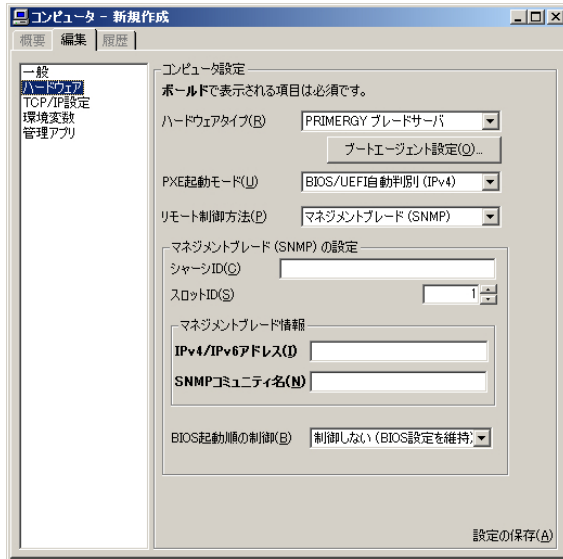 コンピュータ - 新規作成
概要 編集 履歴
一般
ハードウェア
TCP/IP設定
環境変数
管理アプリ
コンピュータ設定
ボールドで表示される項目は必須です。
ハードウェアタイプ(R) PRIMERGY ブレードサーバ
ブートエージェント設定(O)...
PXE起動モード(U) BIOS/UEFI自動判別 (IPv4)
リモート制御方法(P) マネジメントブレード (SNMP)
マネジメントブレード (SNMP) の設定
シャーシID(C)
スロットID(S) 1
マネジメントブレード情報
IPv4/IPv6アドレス(I)
SNMPコミュニティ名(N)
BIOS起動順の制御(B) 制御しない (BIOS設定を維持)
設定の保存(A)